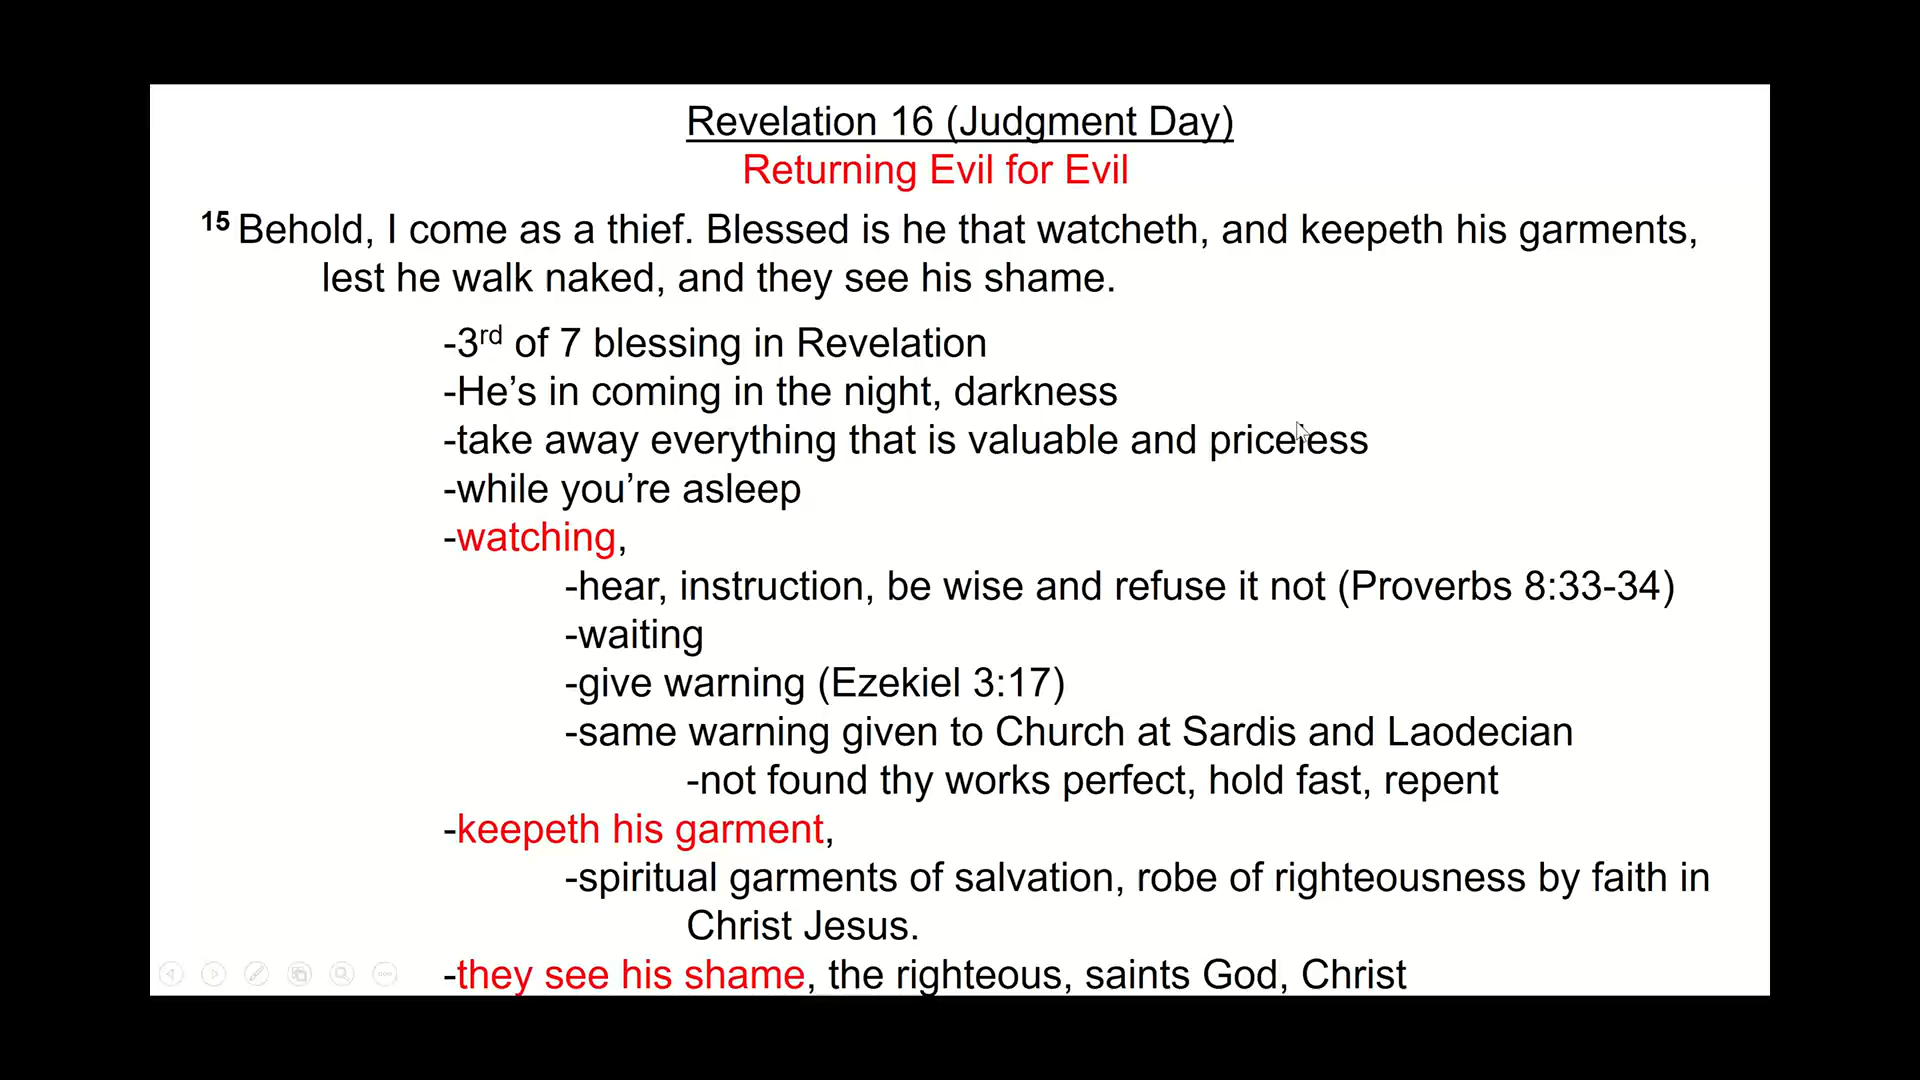 Revelation 16 (Judgment Day)
Returning Evil for Evil
15 Behold, I come as a thief. Blessed is he that watcheth, and keepeth his garments,
lest he walk naked, and they see his shame.
-3rd of 7 blessing in Revelation
-He’s in coming in the night, darkness
-take away everything that is valuable and priceless
-while you’re asleep
-watching,
-hear, instruction, be wise and refuse it not (Proverbs 8:33-34)
-waiting
-give warning (Ezekiel 3:17)
-same warning given to Church at Sardis and Laodecian
-not found thy works perfect, hold fast, repent
-keepeth his garment,
-spiritual garments of salvation, robe of righteousness by faith in
Christ Jesus.
-they see his shame, the righteous, saints God, Christ